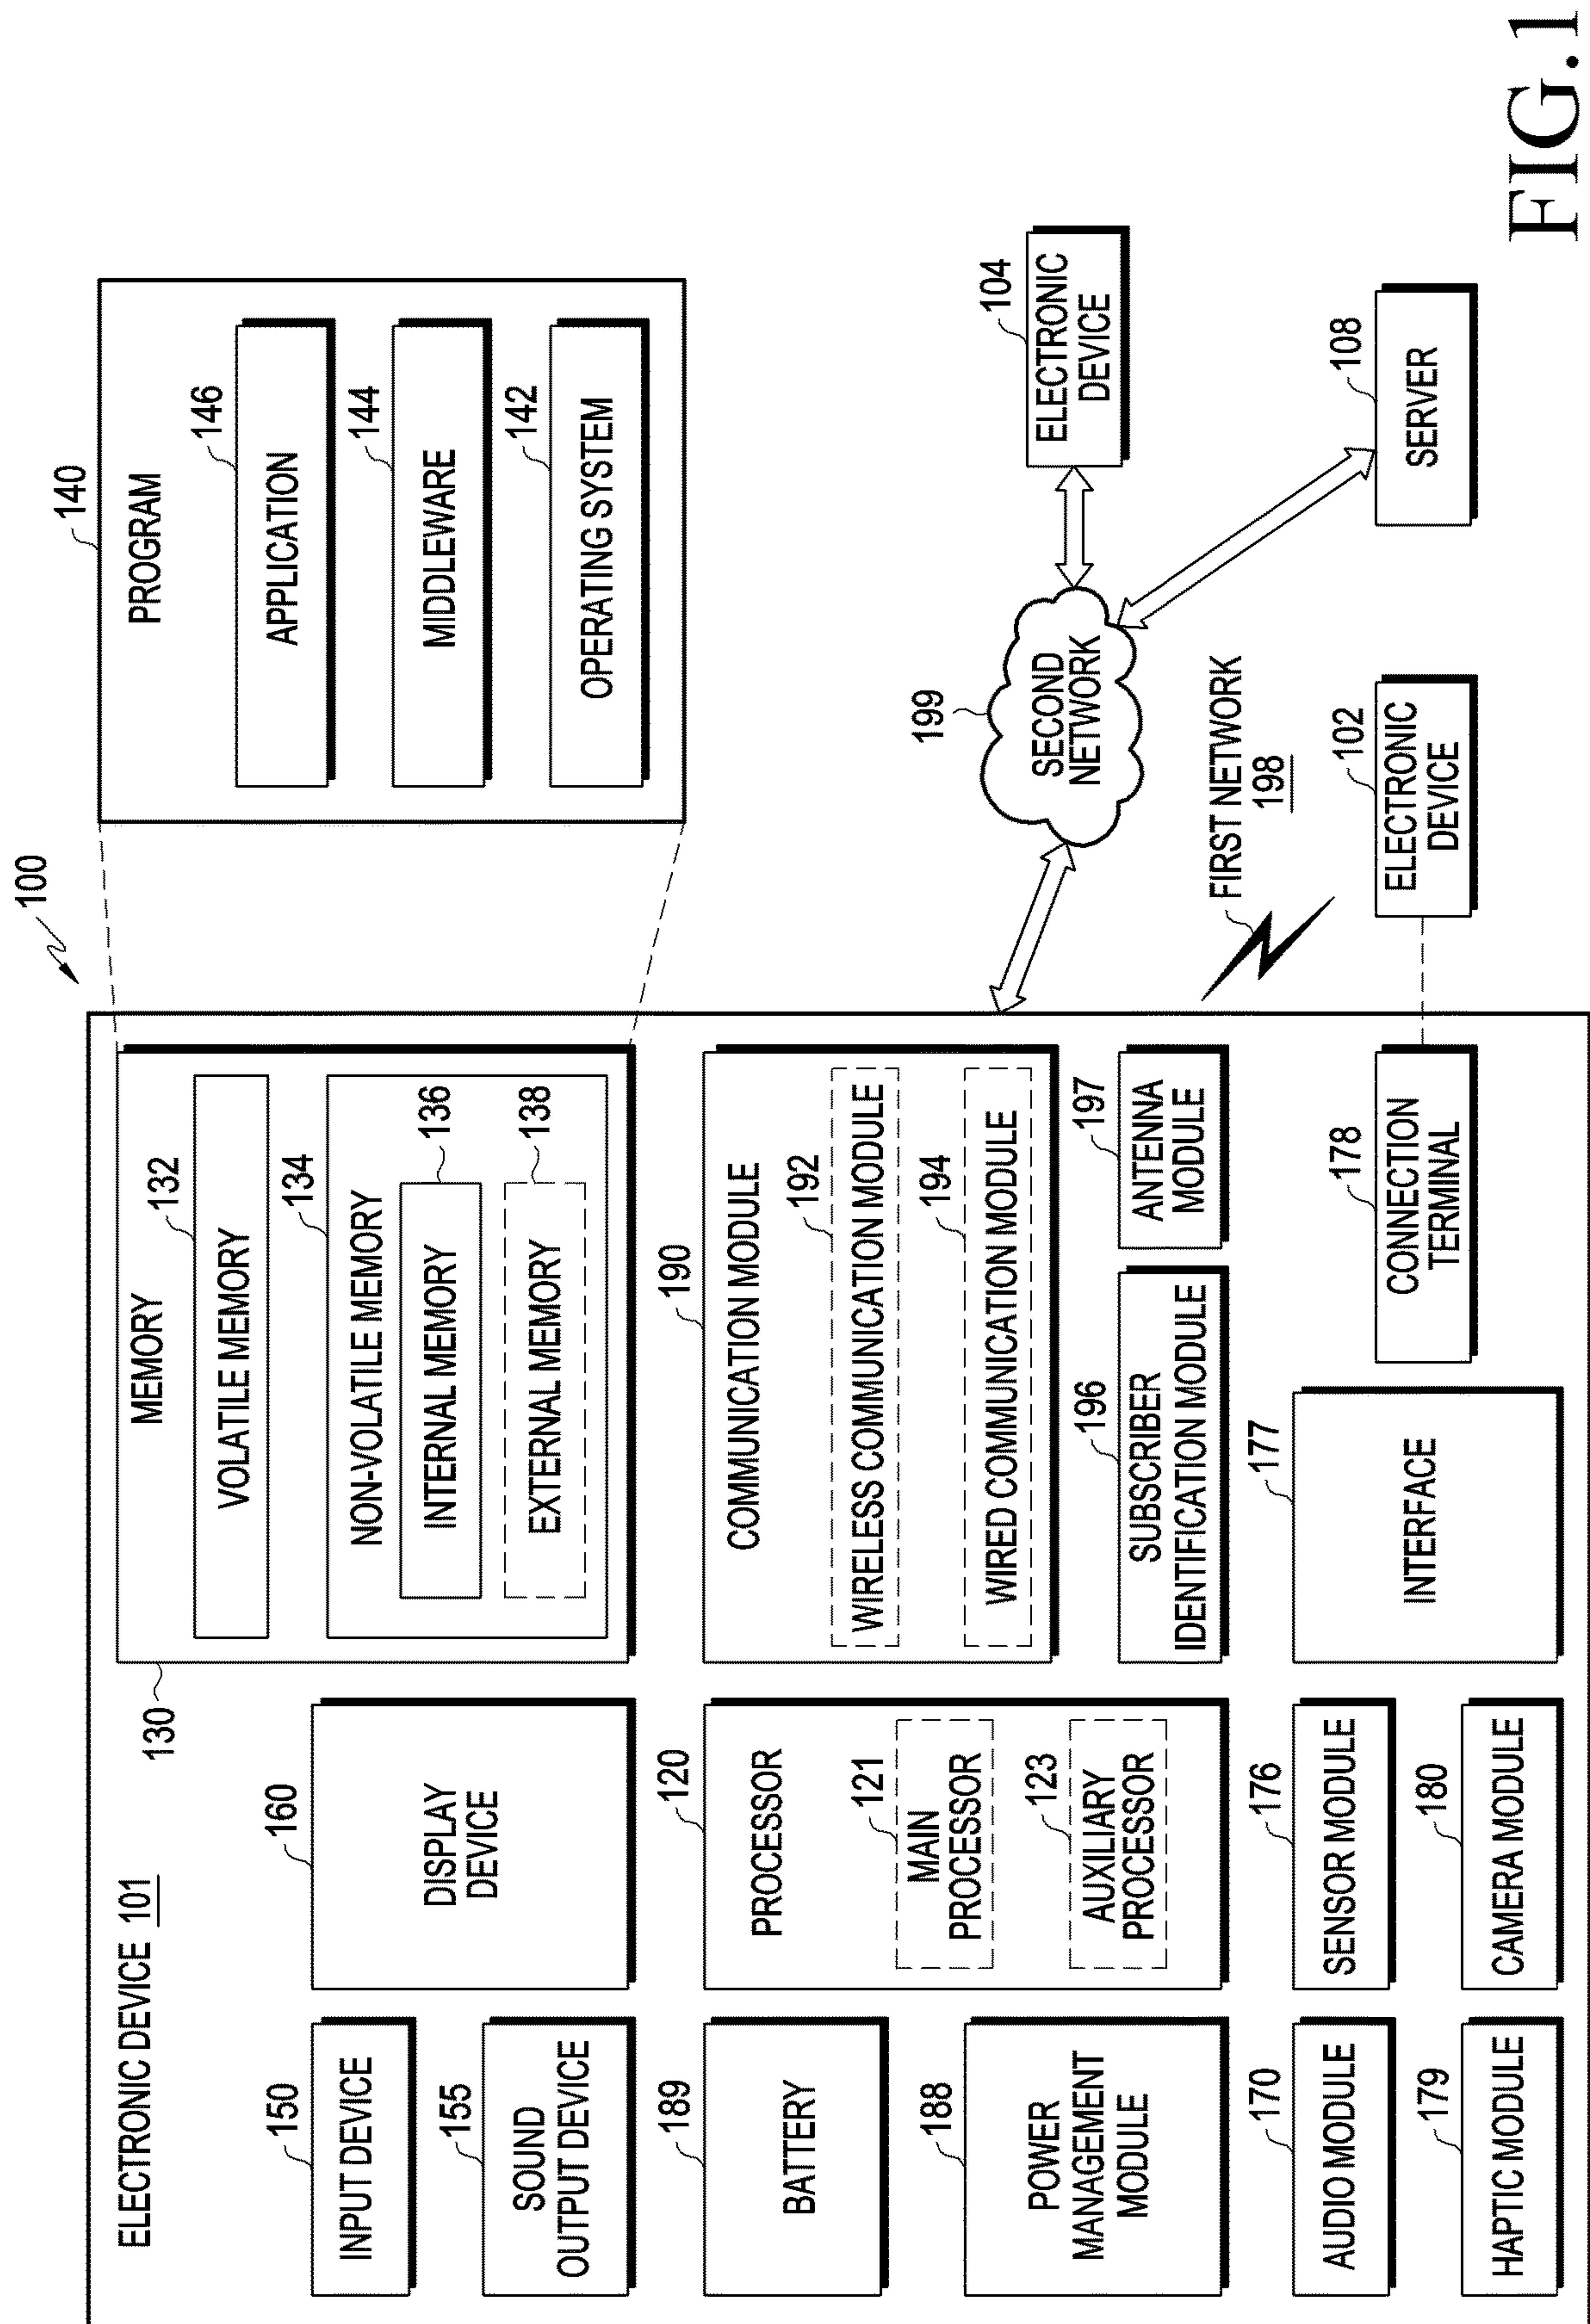 100
ELECTRONIC DEVICE 101
150
INPUT DEVICE
155
SOUND
OUTPUT DEVICE
160
DISPLAY
DEVICE
130
MEMORY
132
VOLATILE MEMORY
134
NON-VOLATILE MEMORY
136
INTERNAL MEMORY
138
EXTERNAL MEMORY
140
PROGRAM
146
APPLICATION
144
MIDDLEWARE
142
OPERATING SYSTEM
189
BATTERY
188
POWER
MANAGEMENT
MODULE
120
PROCESSOR
121
MAIN
PROCESSOR
123
AUXILIARY
PROCESSOR
190
COMMUNICATION MODULE
192
WIRELESS COMMUNICATION MODULE
194
WIRED COMMUNICATION MODULE
196
SUBSCRIBER
IDENTIFICATION MODULE
197
ANTENNA
MODULE
199
SECOND
NETWORK
104
ELECTRONIC
DEVICE
FIRST NETWORK
198
170
AUDIO MODULE
176
SENSOR MODULE
177
INTERFACE
178
CONNECTION
TERMINAL
102
ELECTRONIC
DEVICE
108
SERVER
179
HAPTIC MODULE
180
CAMERA MODULE
FIG.1